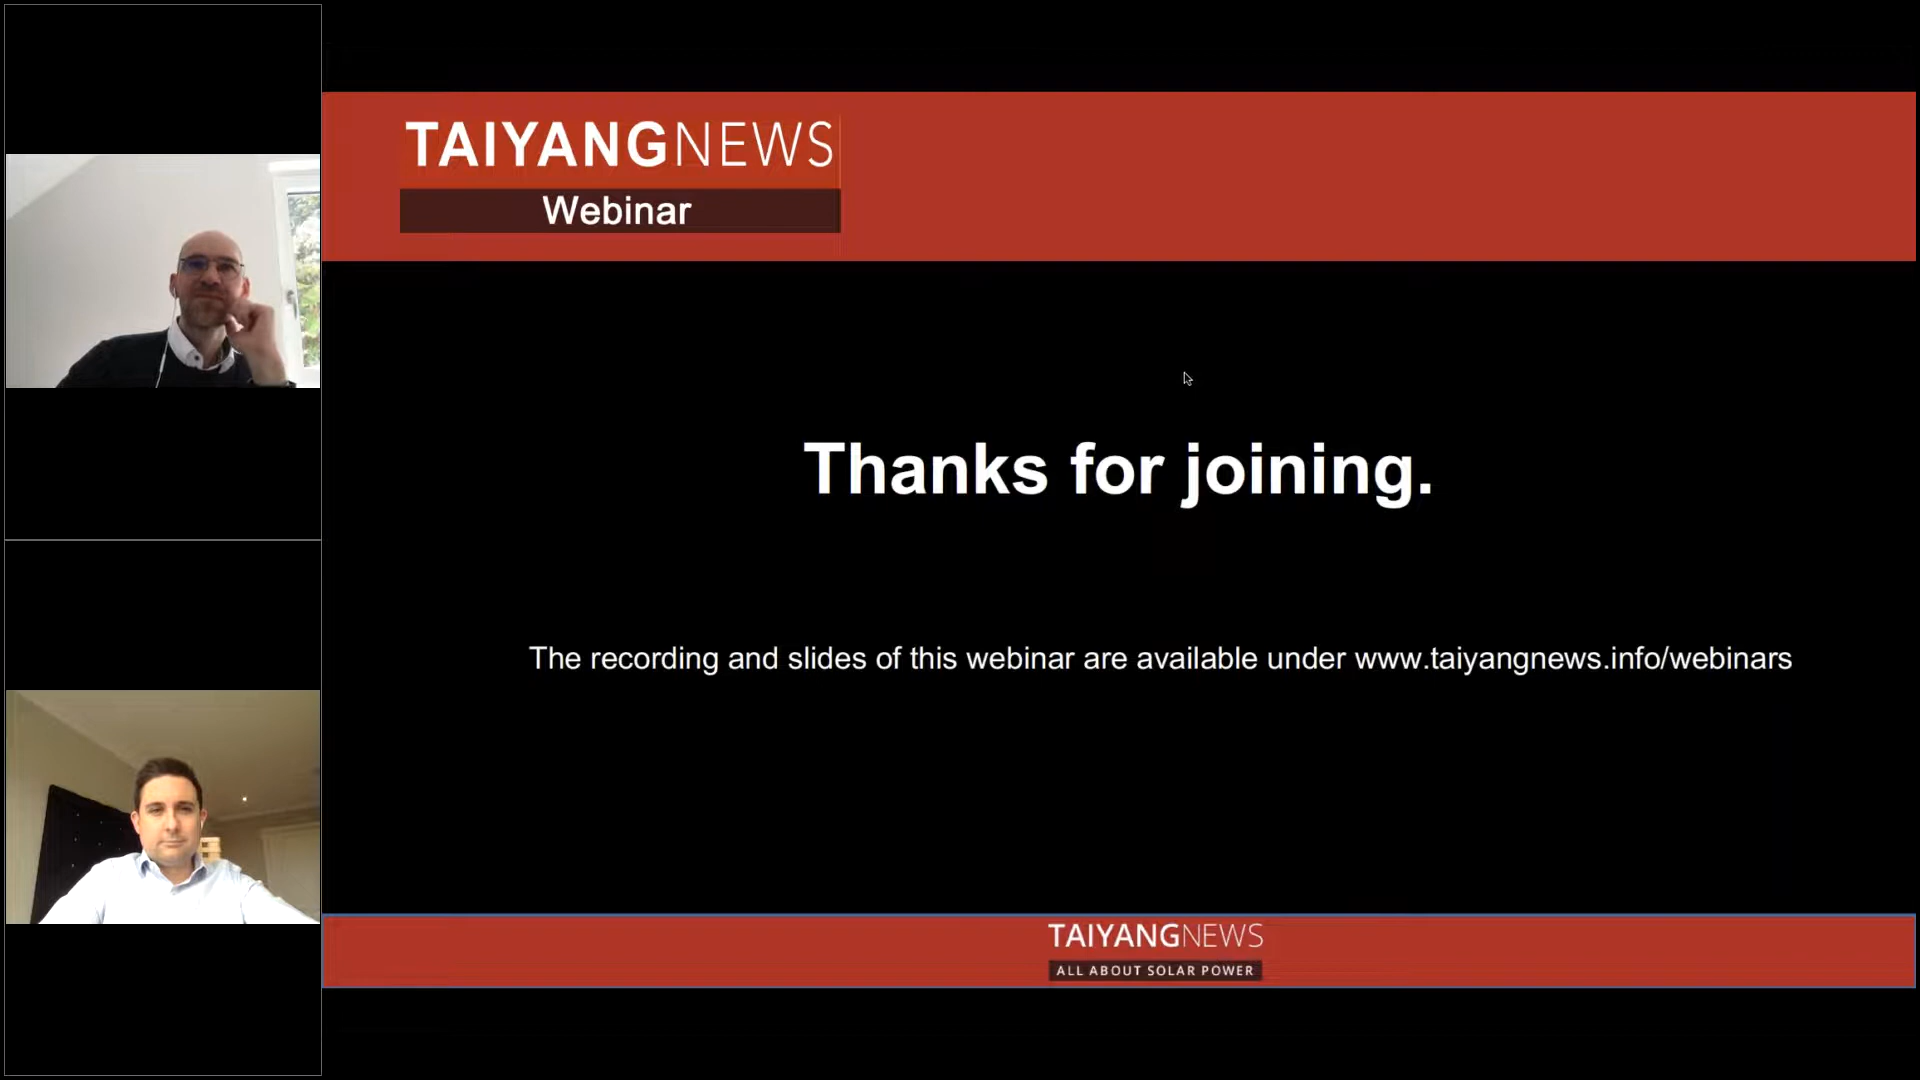 TAIYANGNEWS
Webinar
Thanks for joining.
The recording and slides of this webinar are available under www.taiyangnews.info/webinars
TAIYANGNEWS
ALL ABOUT SOLAR POWER